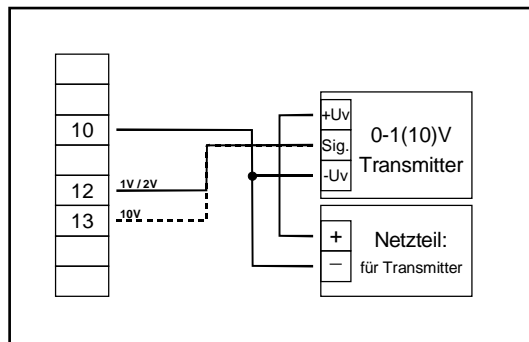 10
12
13
1V / 2V
10V
+Uv
Sig.
-Uv
0-1(10)V
Transmitter
+
−
Netzteil:
für Transmitter